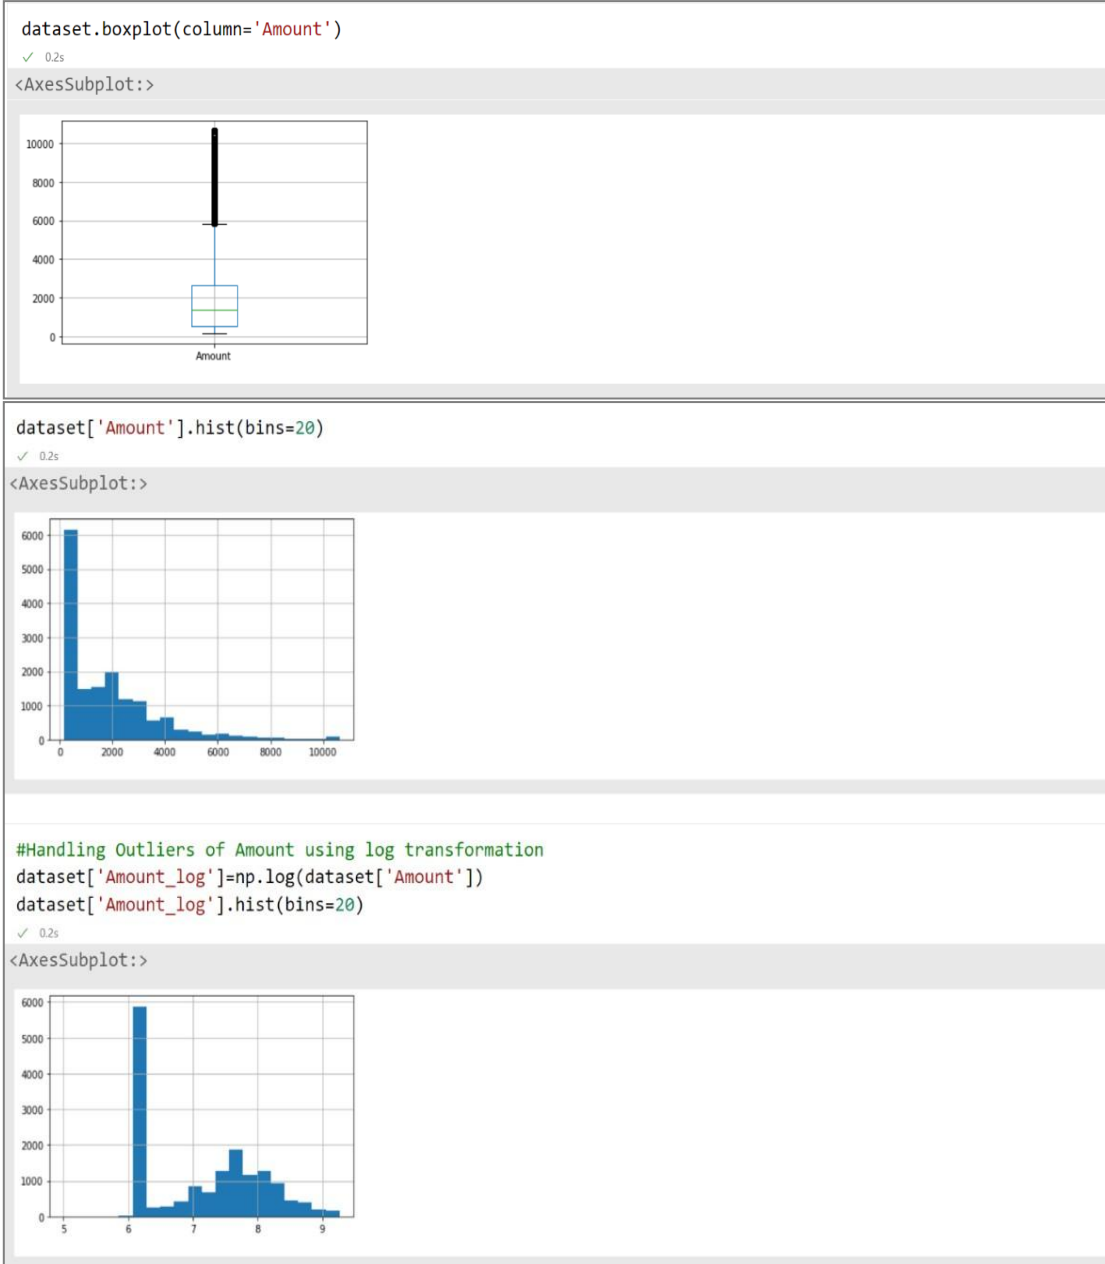 dataset.boxplot(column='Amount')
✓ 0.2s
<AxesSubplot:>
10000
8000
6000
4000
2000
0
Amount
dataset['Amount'].hist(bins=20)
✓ 0.2s
<AxesSubplot:>
6000
5000
4000
3000
2000
1000
0
0 2000 4000 6000 8000 10000
#Handling Outliers of Amount using log transformation
dataset['Amount_log']=np.log(dataset['Amount'])
dataset['Amount_log'].hist(bins=20)
✓ 0.2s
<AxesSubplot:>
6000
5000
4000
3000
2000
1000
0
5 6 7 8 9